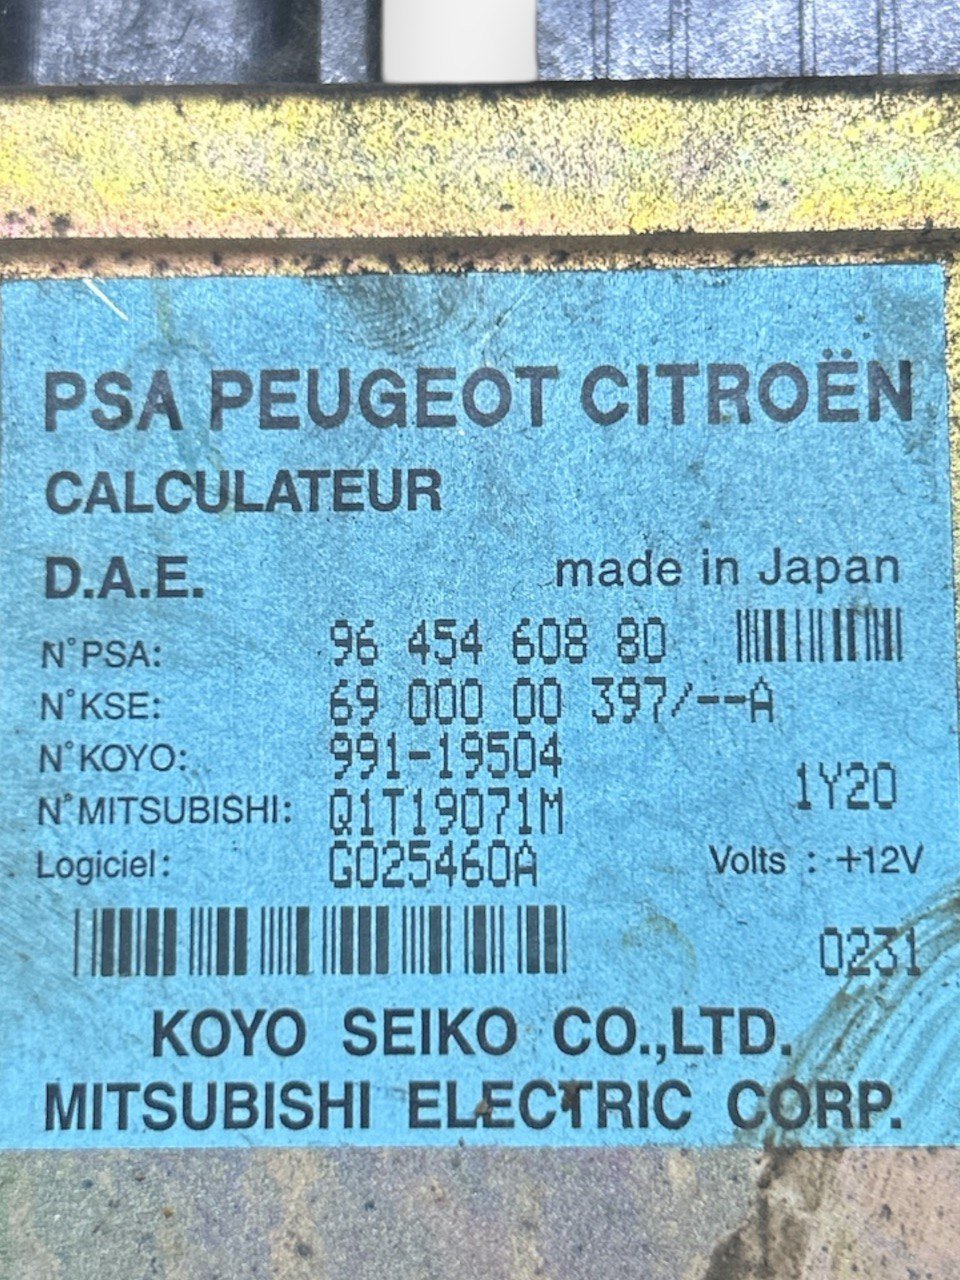 PSA PEUGEOT CITROËN
CALCULATEUR
D.A.E. made in Japan
N°PSA: 96 454 608 80
N°KSE: 69 000 00 397/--A
N°KOYO: 991-19504
1Y20
N°MITSUBISHI: Q1T19071M
Logiciel: G025460A Volts : +12V
0231
KOYO SEIKO CO.,LTD.
MITSUBISHI ELECTRIC CORP.